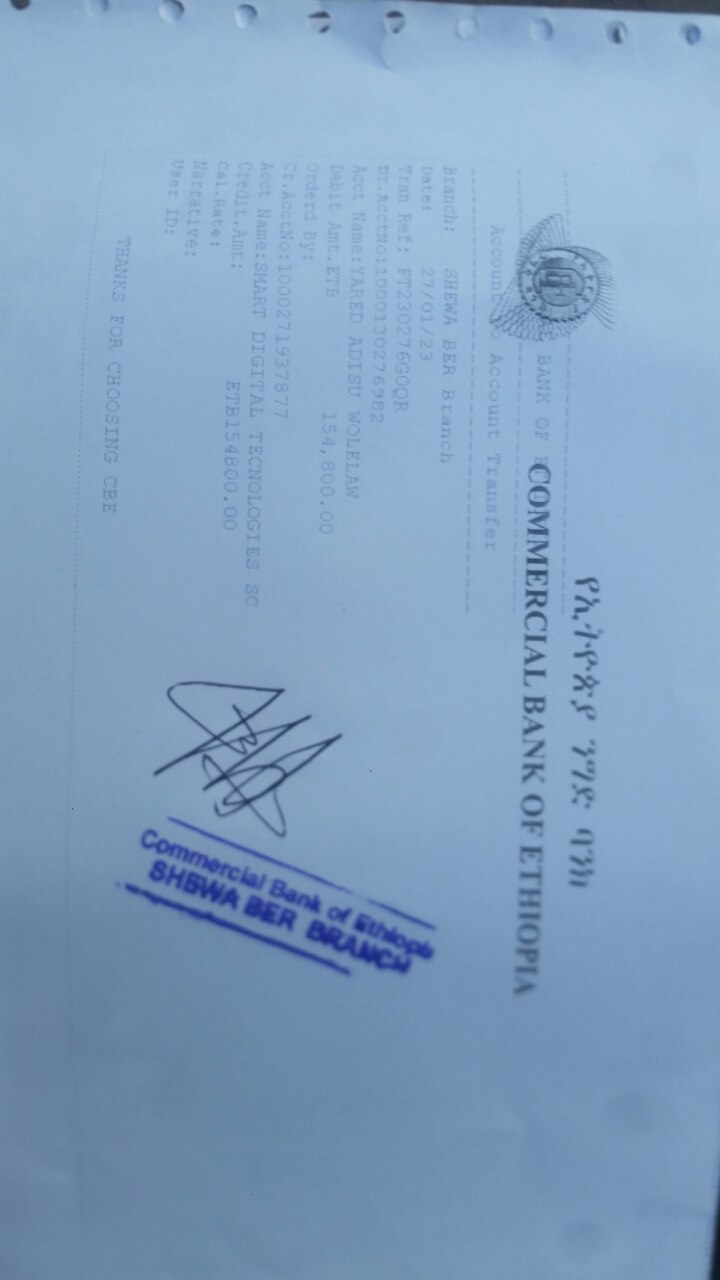 የኢትዮጵያ ንግድ ባንክ
COMMERCIAL BANK OF ETHIOPIA
BANK OF E
Account To Account Transfer
Branch: SHEWA BER Branch
Date: 27/01/23
Tran Ref: FT230276G0QR
Dr.AcctNo:1000130276982
Acct Name:YARED ADISU WOLELAW
Debit Amt.ETB 154,800.00
Orderd By:
Cr.AcctNo:1000271937877
Acct Name:SMART DIGITAL TECNOLOGIES SC
Credit.Amt: ETB154800.00
Cal.Rate:
Narrative:
User ID:
THANKS FOR CHOOSING CBE
Commercial Bank of Ethiopia
SHEWA BER BRANCH